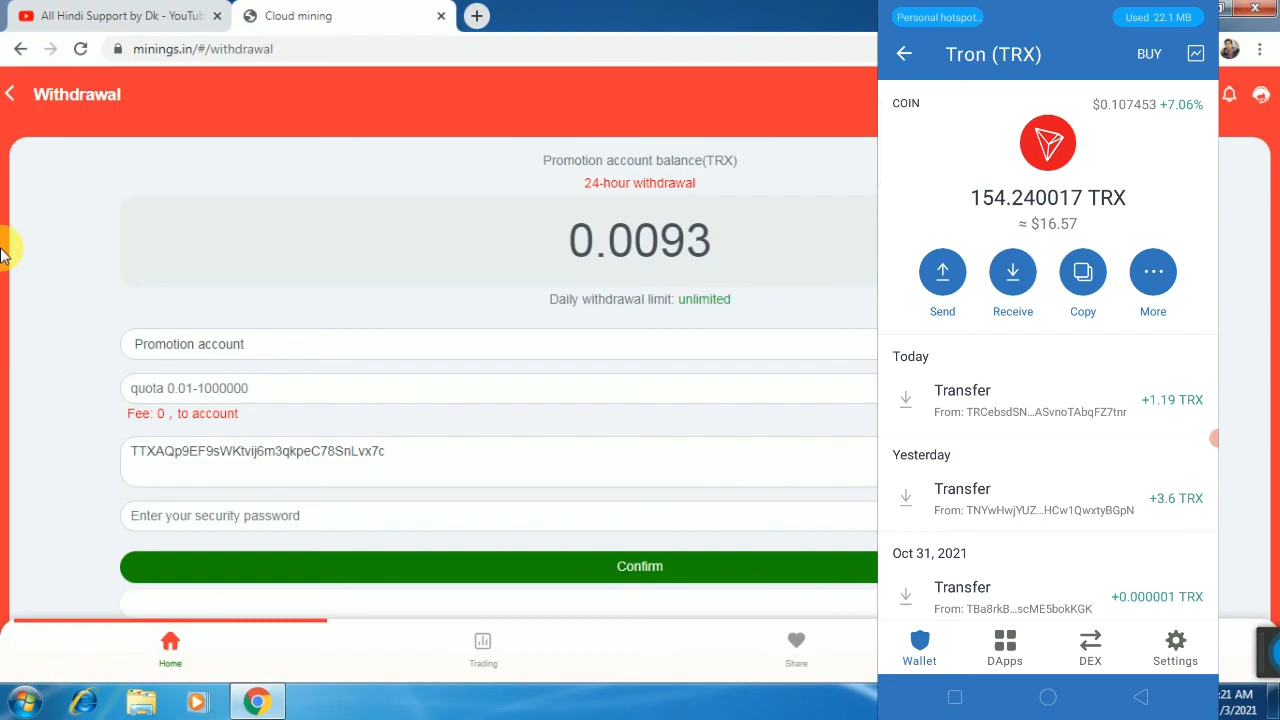 All Hindi Support by Dk - YouTub
Cloud mining
minings.in/#/withdrawal
Withdrawal
Promotion account balance(TRX)
24-hour withdrawal
0.0093
Daily withdrawal limit: unlimited
Promotion account
quota 0.01-1000000
Fee: 0 , to account
TTXAQp9EF9sWKtvij6m3qkpeC78SnLvx7c
Enter your security password
Confirm
Home
Trading
Share
Personal hotspot...
Used 22.1 MB
Tron (TRX)
BUY
COIN
$0.107453 +7.06%
154.240017 TRX
≈ $16.57
Send
Receive
Copy
More
Today
Transfer
+1.19 TRX
From: TRCebsdSN...ASvnoTAbqFZ7tnr
Yesterday
Transfer
+3.6 TRX
From: TNYwHwjYUZ...HCw1QwxtyBGpN
Oct 31, 2021
Transfer
+0.000001 TRX
From: TBa8rkB...scME5bokKGK
Wallet
DApps
DEX
Settings
:21 AM
/3/2021